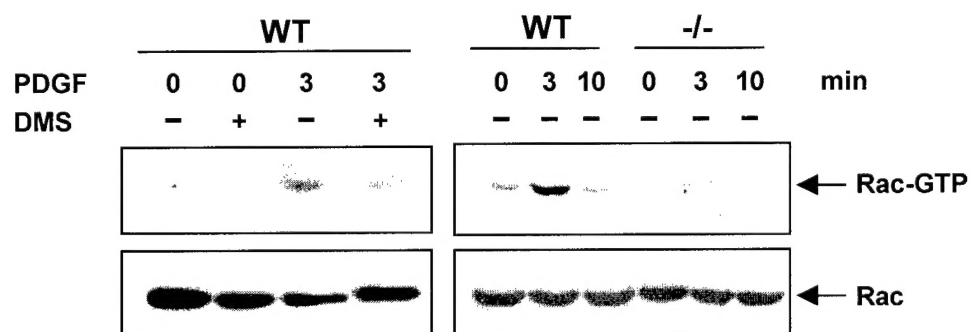 WT WT -/-
PDGF 0 0 3 3 0 3 10 0 3 10 min
DMS − + − + − − − − − −
Rac-GTP
Rac